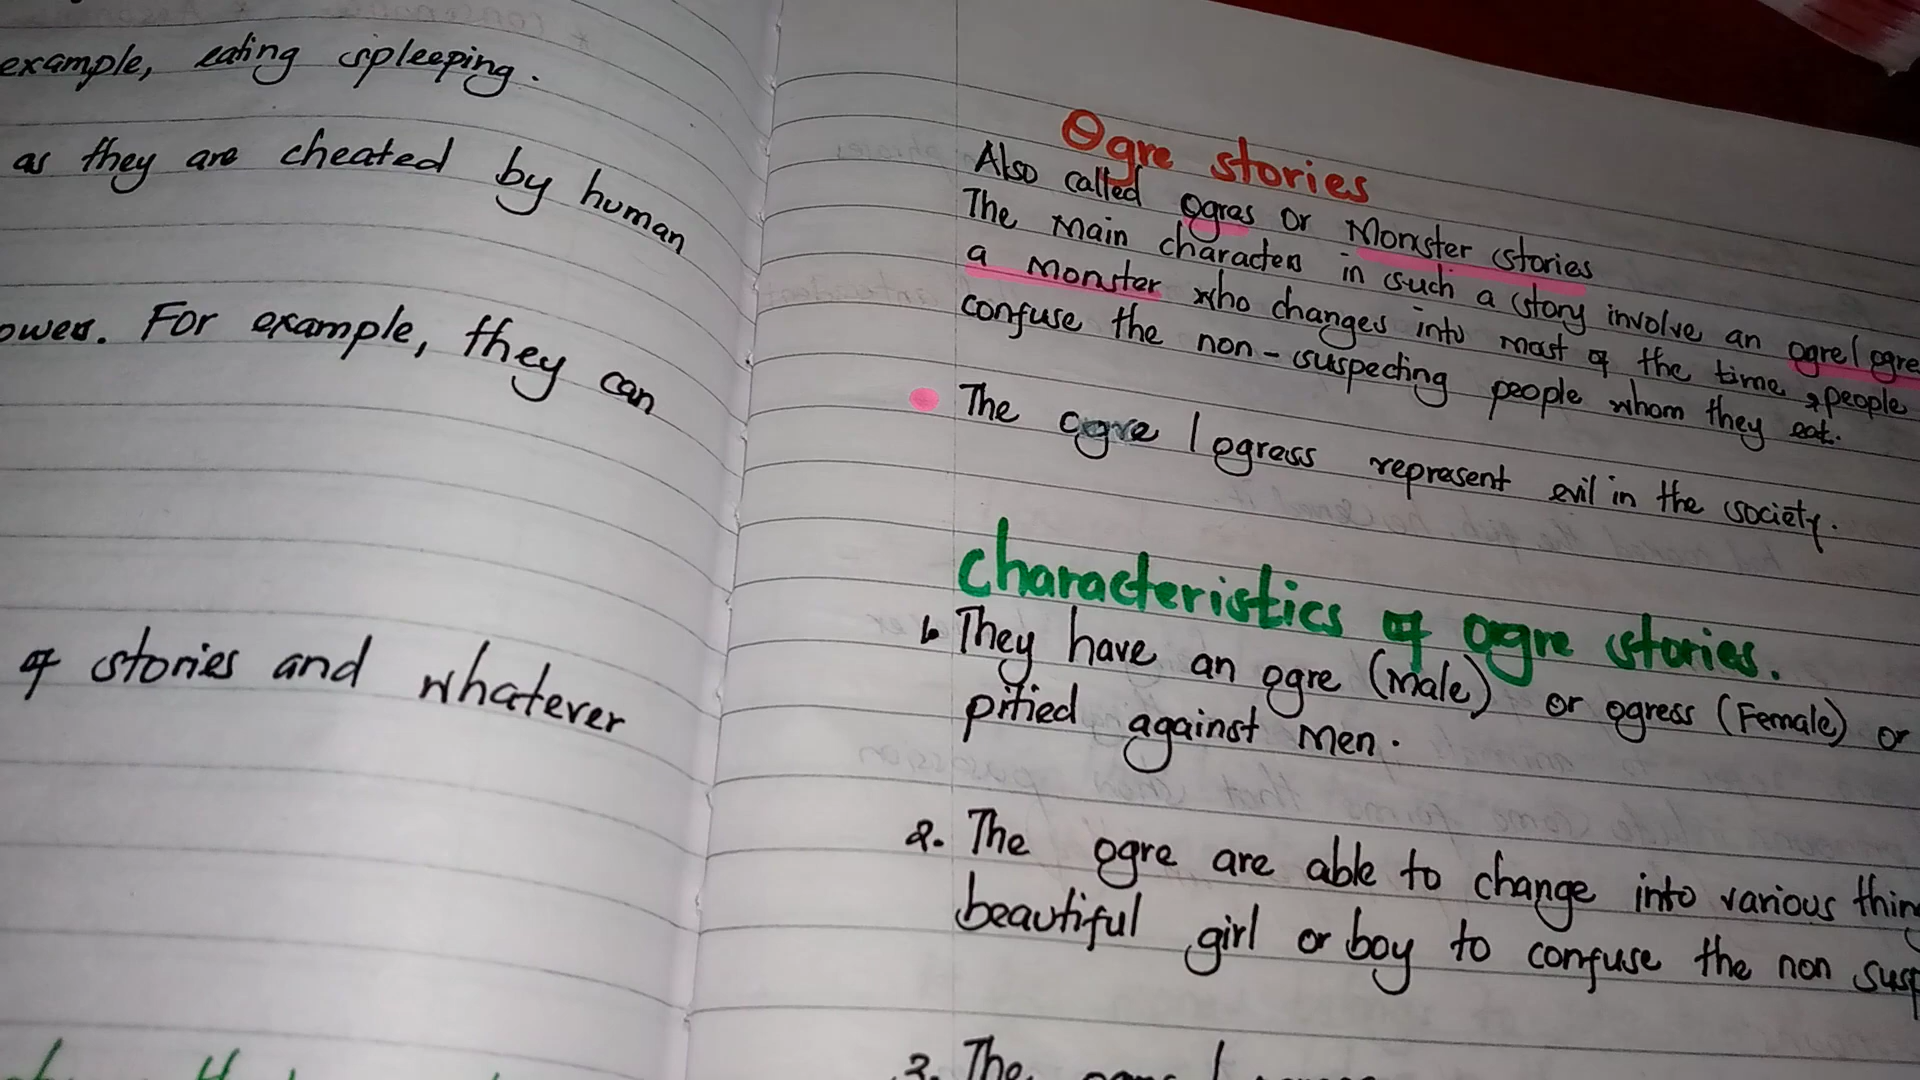 example, eating spleeping.
as they are cheated by human
owers. For example, they can
of stories and whatever
Ogre stories
Also called ogres or Monster stories
The main characters in such a story involve an ogre/ogre
a monster who changes into most of the time, people
confuse the non-suspecting people whom they eat.
The ogre / ogress represent evil in the society.
Characteristics of ogre stories.
1. They have an ogre (male) or ogress (Female) or
pitied against men.
2. The ogre are able to change into various thing
beautiful girl or boy to confuse the non susp
3. The